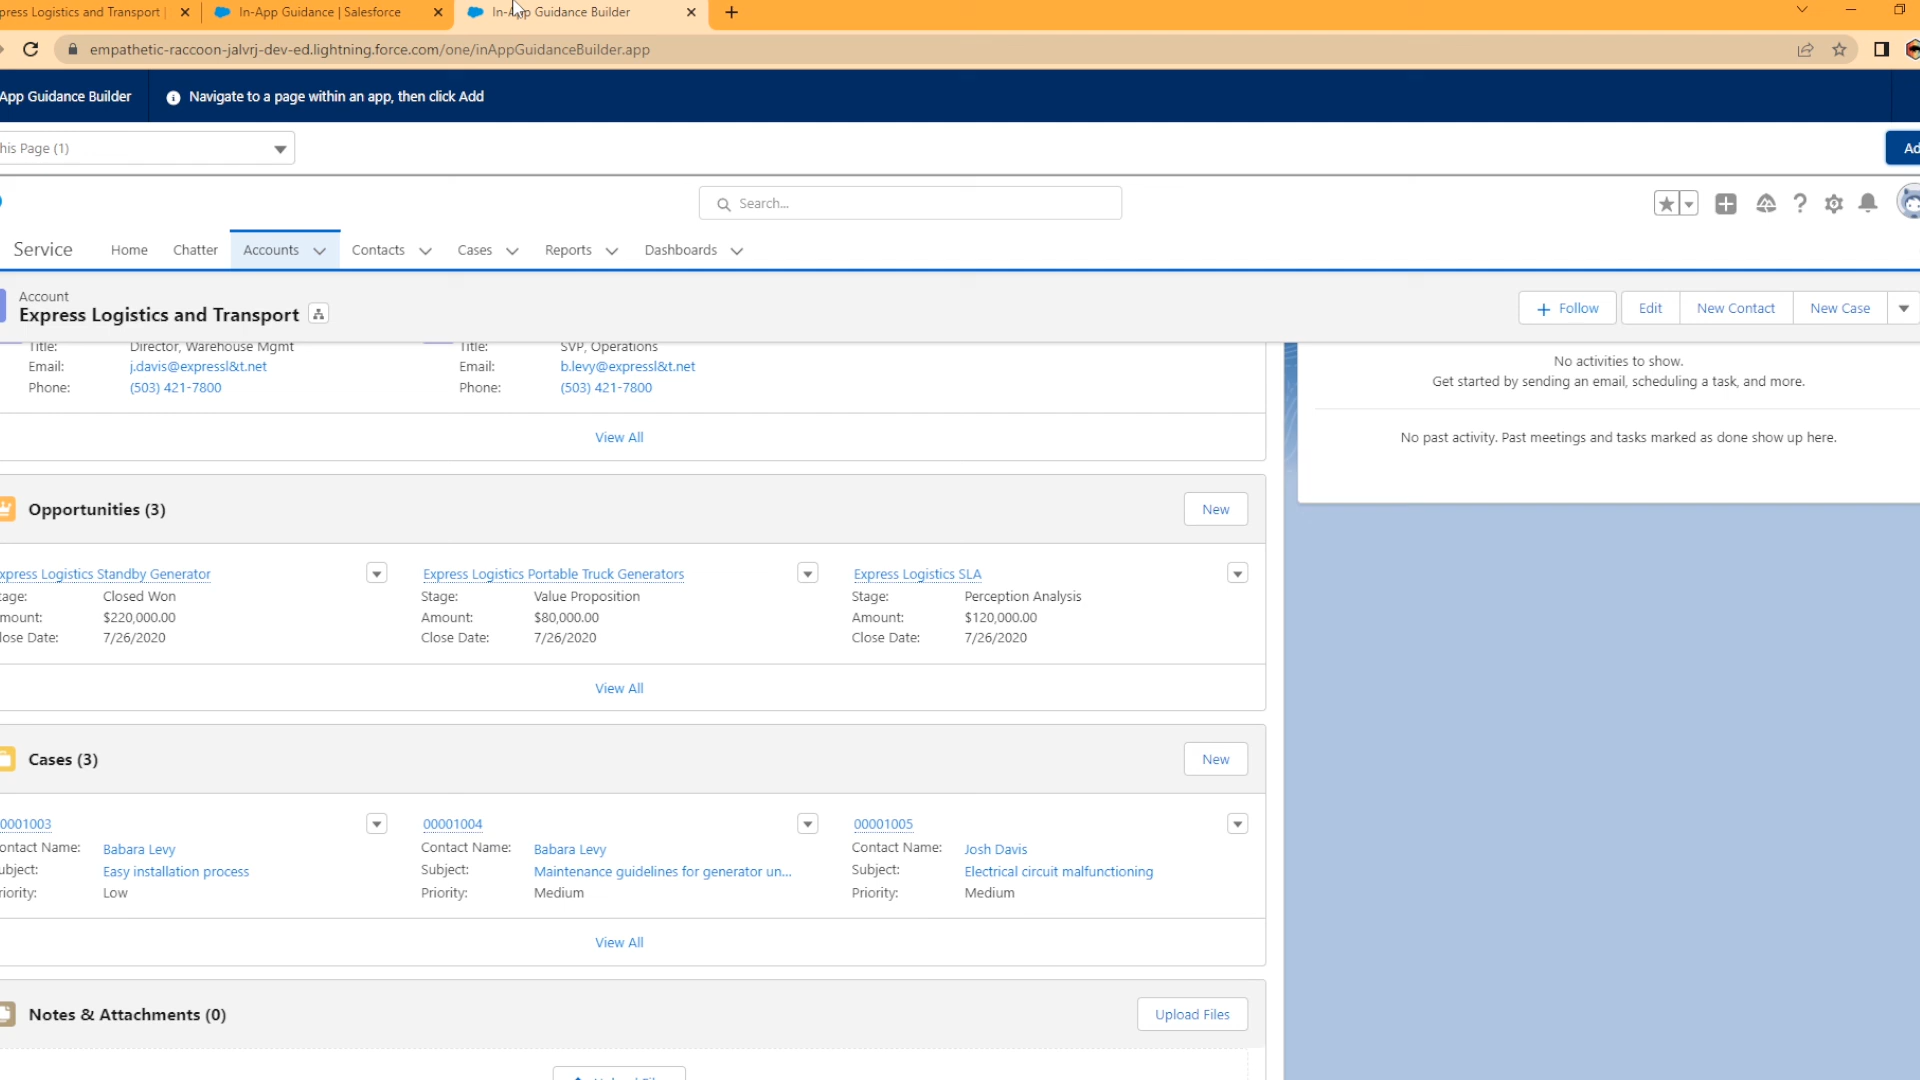 press Logistics and Transport | In-App Guidance | Salesforce In-App Guidance Builder
empathetic-raccoon-jalvrj-dev-ed.lightning.force.com/one/inAppGuidanceBuilder.app
App Guidance Builder Navigate to a page within an app, then click Add
his Page (1) Ad
Search...
Service Home Chatter Accounts Contacts Cases Reports Dashboards
Account
Express Logistics and Transport
Follow Edit New Contact New Case
Title: Director, Warehouse Mgmt Title: SVP, Operations
Email: j.davis@expressl&t.net Email: b.levy@expressl&t.net
Phone: (503) 421-7800 Phone: (503) 421-7800
View All
No activities to show.
Get started by sending an email, scheduling a task, and more.
No past activity. Past meetings and tasks marked as done show up here.
Opportunities (3) New
xpress Logistics Standby Generator Express Logistics Portable Truck Generators Express Logistics SLA
tage: Closed Won Stage: Value Proposition Stage: Perception Analysis
mount: $220,000.00 Amount: $80,000.00 Amount: $120,000.00
lose Date: 7/26/2020 Close Date: 7/26/2020 Close Date: 7/26/2020
View All
Cases (3) New
0001003 00001004 00001005
ontact Name: Babara Levy Contact Name: Babara Levy Contact Name: Josh Davis
ubject: Easy installation process Subject: Maintenance guidelines for generator un... Subject: Electrical circuit malfunctioning
riority: Low Priority: Medium Priority: Medium
View All
Notes & Attachments (0) Upload Files